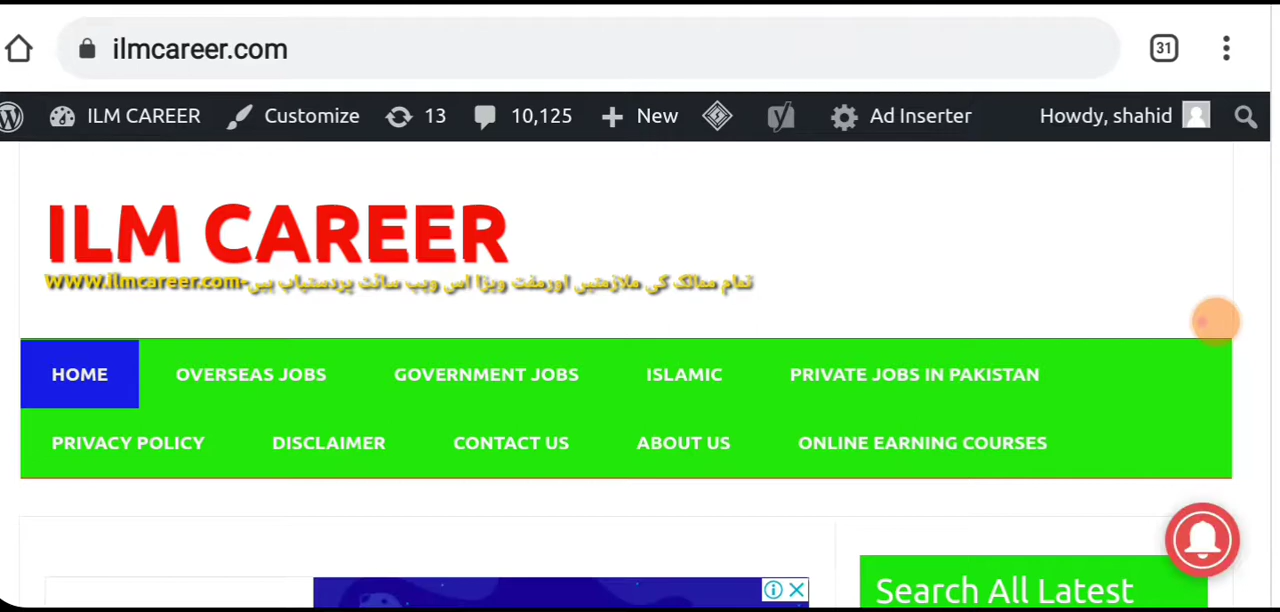 ilmcareer.com 31
ILM CAREER Customize 13 10,125 New Ad Inserter Howdy, shahid
ILM CAREER
تمام ممالک کی ملازمتیں اورمفت ویزا اس ویب سائٹ پردستیاب ہیں-WWW.ilmcareer.com
HOME OVERSEAS JOBS GOVERNMENT JOBS ISLAMIC PRIVATE JOBS IN PAKISTAN
PRIVACY POLICY DISCLAIMER CONTACT US ABOUT US ONLINE EARNING COURSES
Search All Latest